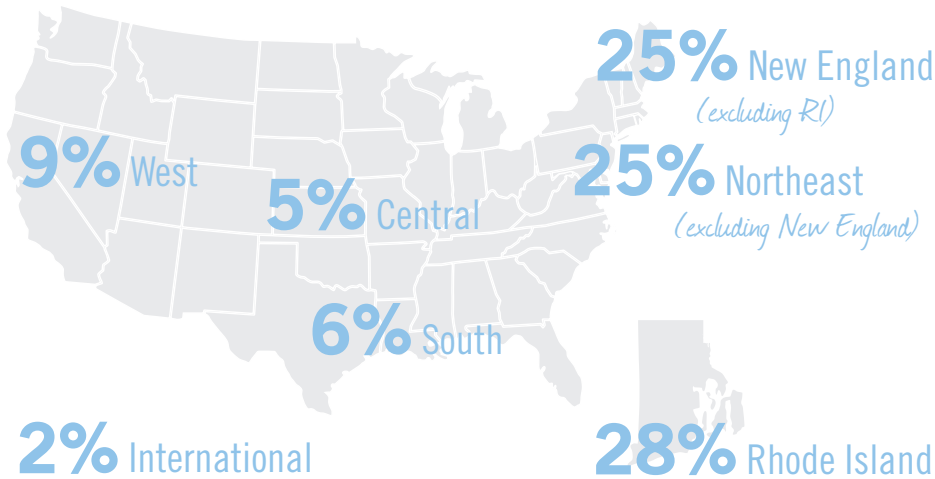 25% New England
(excluding RI)
9% West
25% Northeast
5% Central
(excluding New England)
6% South
2% International
28% Rhode Island